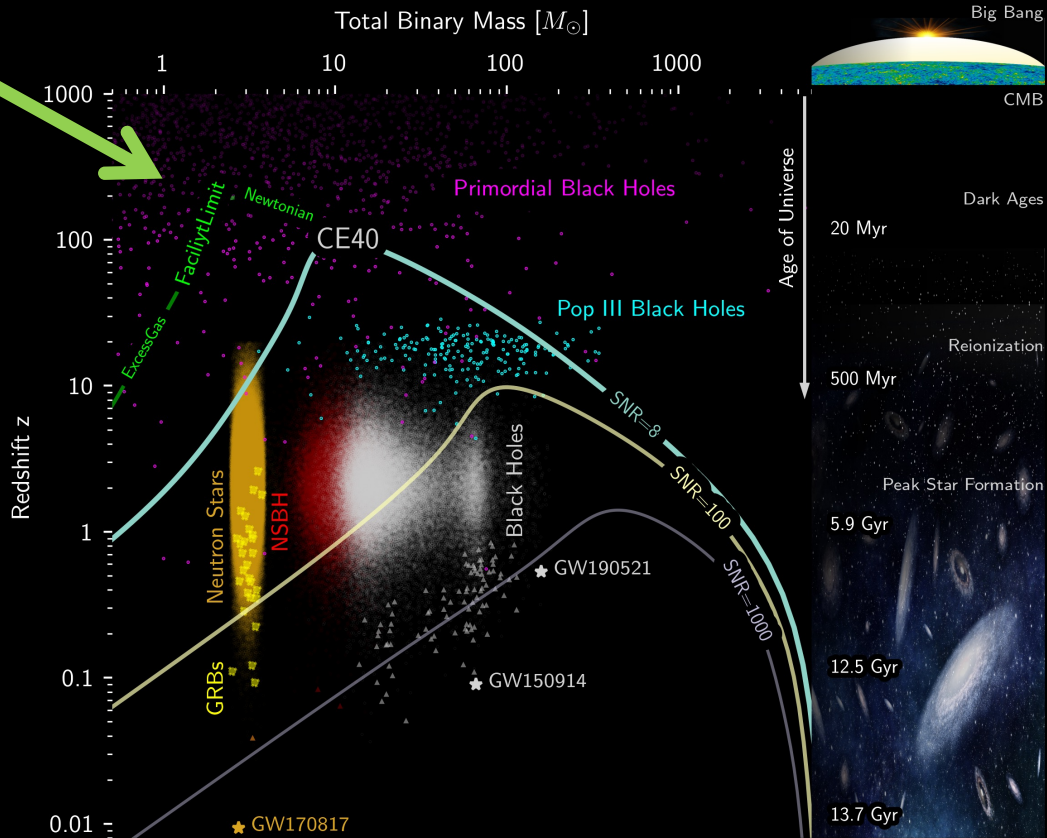 Total Binary Mass [M☉]
1 10 100 1000
1000
100
10
1
0.1
0.01
Redshift z
ExcessGas
FaciliytLimit
Newtonian
CE40
Primordial Black Holes
Pop III Black Holes
SNR=8
SNR=100
SNR=1000
Neutron Stars
NSBH
Black Holes
GRBs
GW190521
GW150914
GW170817
Age of Universe
Big Bang
CMB
Dark Ages
20 Myr
Reionization
500 Myr
Peak Star Formation
5.9 Gyr
12.5 Gyr
13.7 Gyr